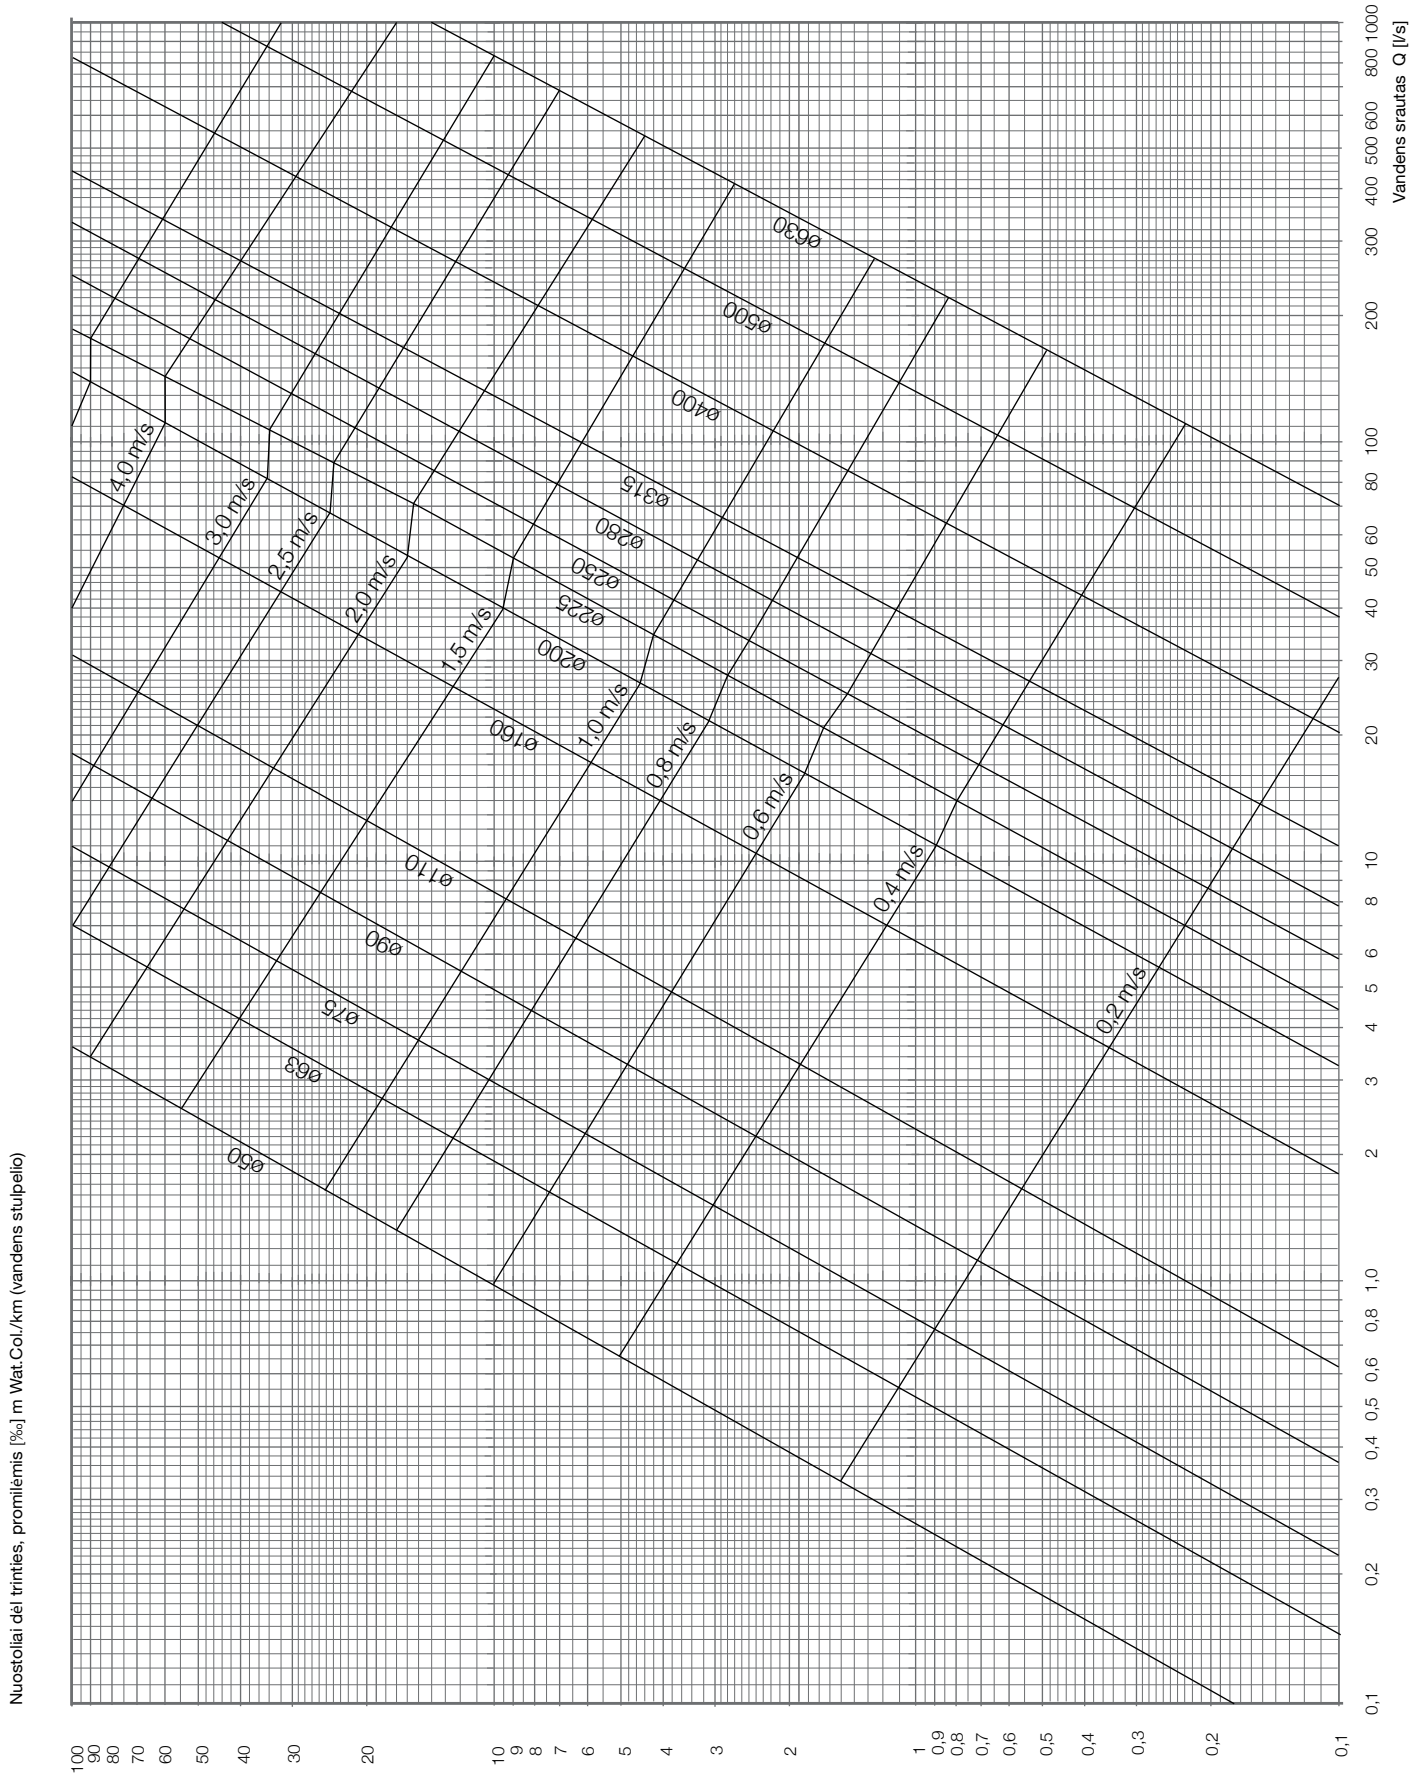 Nuostoliai dėl trinties, promilėmis [‰] m Wat.Col./km (vandens stulpelio)
100
90
80
70
60
50
40
30
20
10
9
8
7
6
5
4
3
2
1
0,9
0,8
0,7
0,6
0,5
0,4
0,3
0,2
0,1
4,0 m/s
3,0 m/s
2,5 m/s
2,0 m/s
1,5 m/s
1,0 m/s
0,8 m/s
0,6 m/s
0,4 m/s
0,2 m/s
ø50
ø63
ø75
ø90
ø110
ø160
ø200
ø225
ø250
ø280
ø315
ø400
ø500
ø630
0,1
0,2
0,3
0,4
0,5
0,6
0,8
1,0
2
3
4
5
6
8
10
20
30
40
50
60
80
100
200
300
400
500
600
800
1000
Vandens srautas Q [l/s]